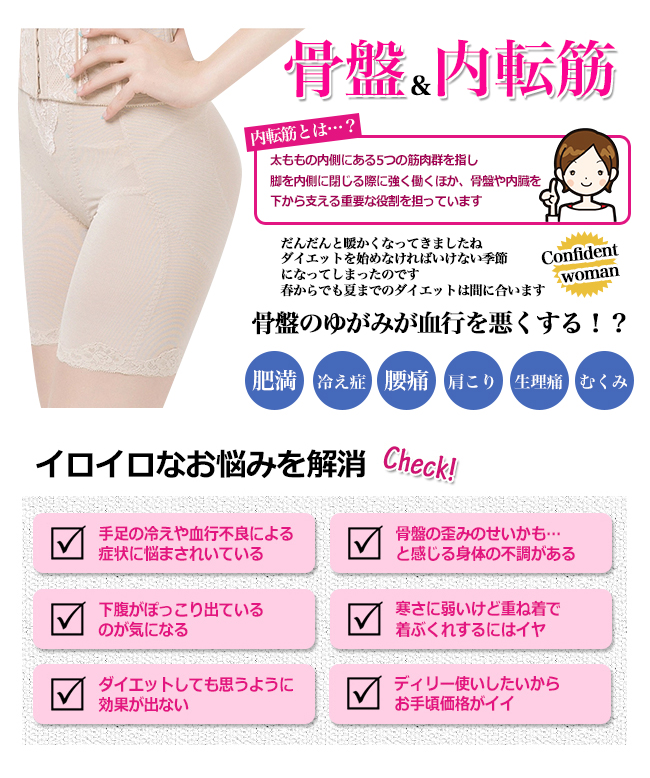 骨盤&内転筋
内転筋とは…？
太ももの内側にある5つの筋肉群を指し
脚を内側に閉じる際に強く働くほか、骨盤や内臓を
下から支える重要な役割を担っています
だんだんと暖かくなってきましたね
ダイエットを始めなければいけない季節
になってしまったのです
春からでも夏までのダイエットは間に合います
Confident
woman
骨盤のゆがみが血行を悪くする！？
肥満
冷え症
腰痛
肩こり
生理痛
むくみ
イロイロなお悩みを解消
Check!
手足の冷えや血行不良による
症状に悩まされいている
骨盤の歪みのせいかも…
と感じる身体の不調がある
下腹がぽっこり出ている
のが気になる
寒さに弱いけど重ね着で
着ぶくれするにはイヤ
ダイエットしても思うように
効果が出ない
ディリー使いしたいから
お手頃価格がイイ